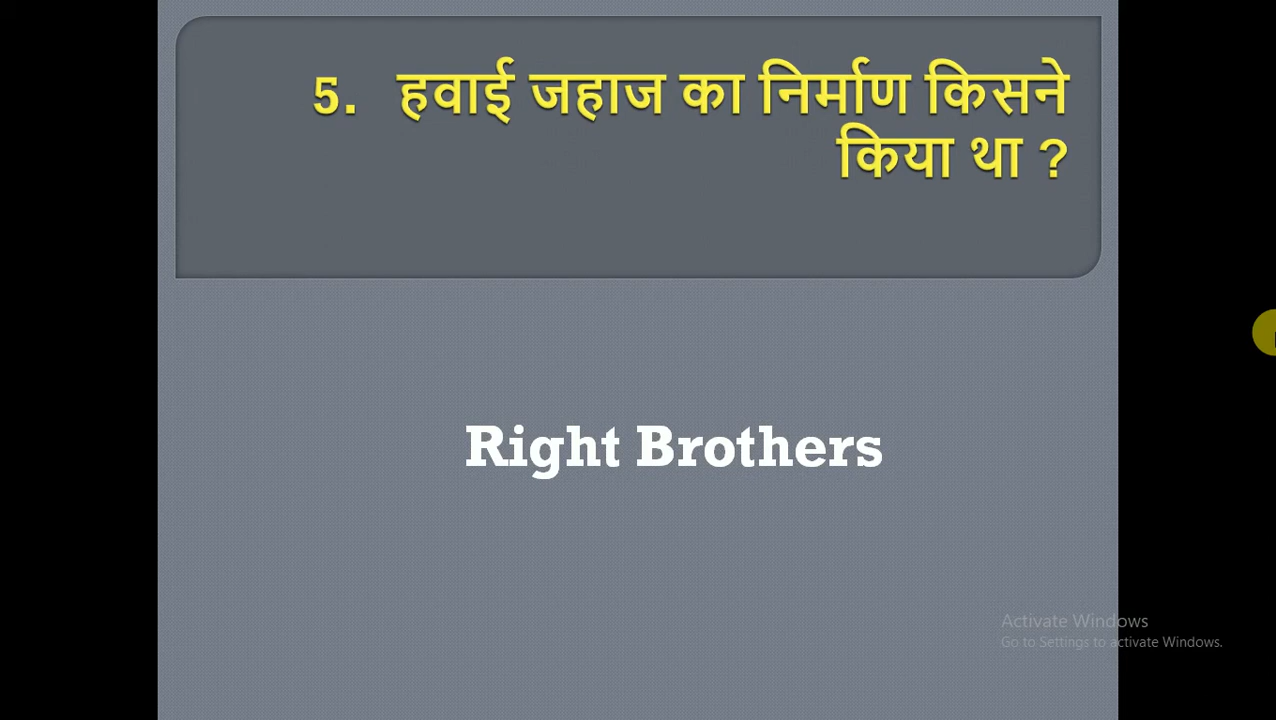 5. हवाई जहाज का निर्माण किसने
किया था ?
Right Brothers
Activate Windows
Go to Settings to activate Windows.